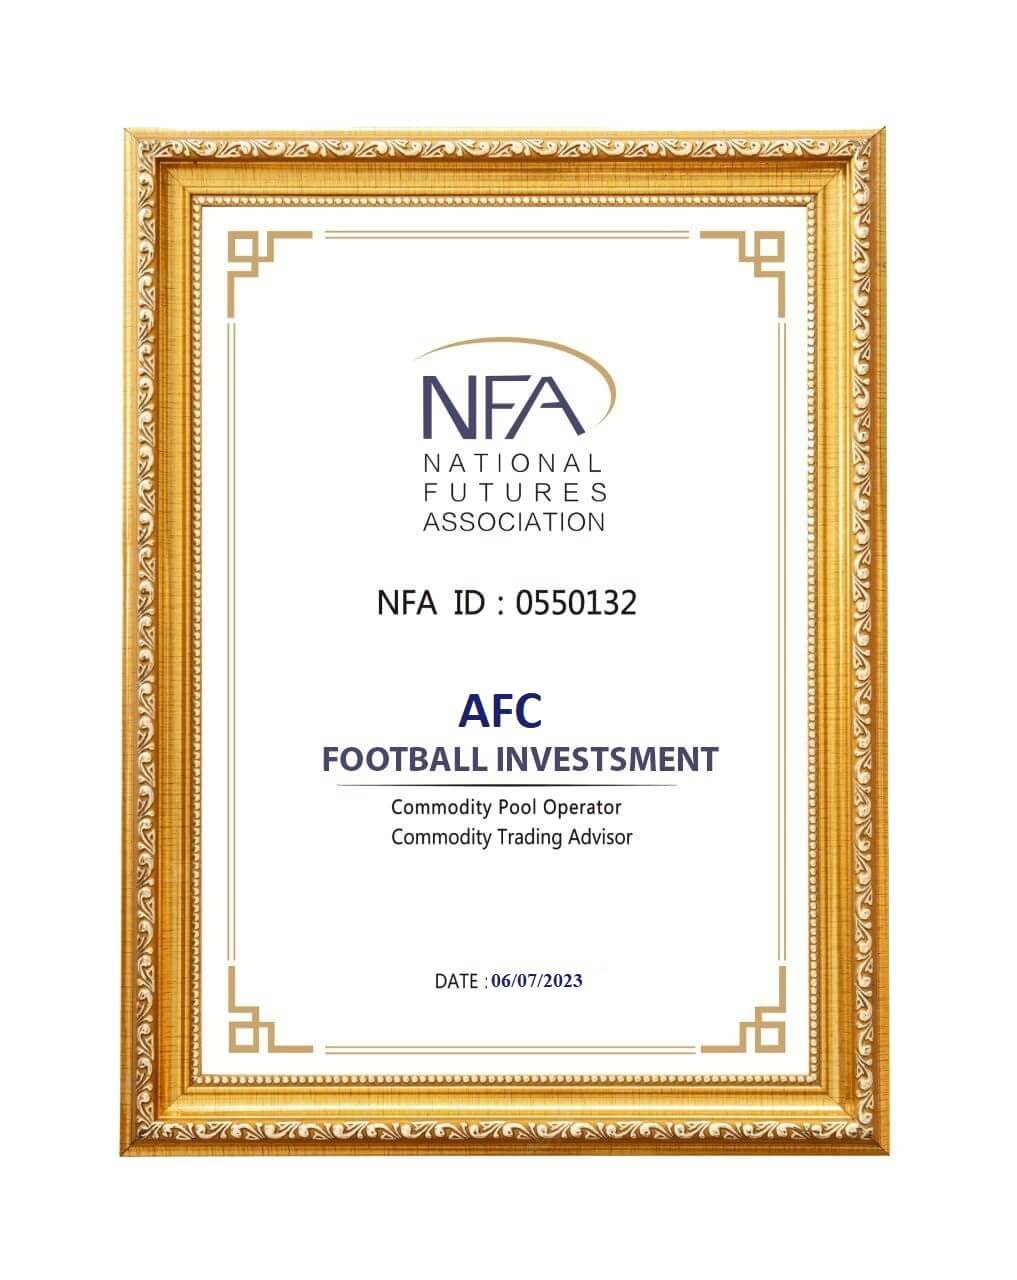 NFA
NATIONAL
FUTURES
ASSOCIATION
NFA ID : 0550132
AFC
FOOTBALL INVESTSMENT
Commodity Pool Operator
Commodity Trading Advisor
DATE : 06/07/2023